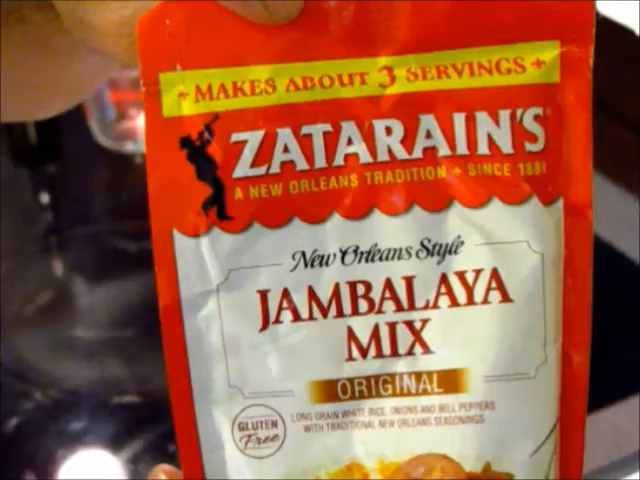 MAKES ABOUT 3 SERVINGS
ZATARAIN'S
A NEW ORLEANS TRADITION + SINCE 1889
New Orleans Style
JAMBALAYA
MIX
ORIGINAL
GLUTEN
Free
LONG GRAIN WHITE RICE, ONIONS AND BELL PEPPERS
WITH TRADITIONAL NEW ORLEANS SEASONINGS